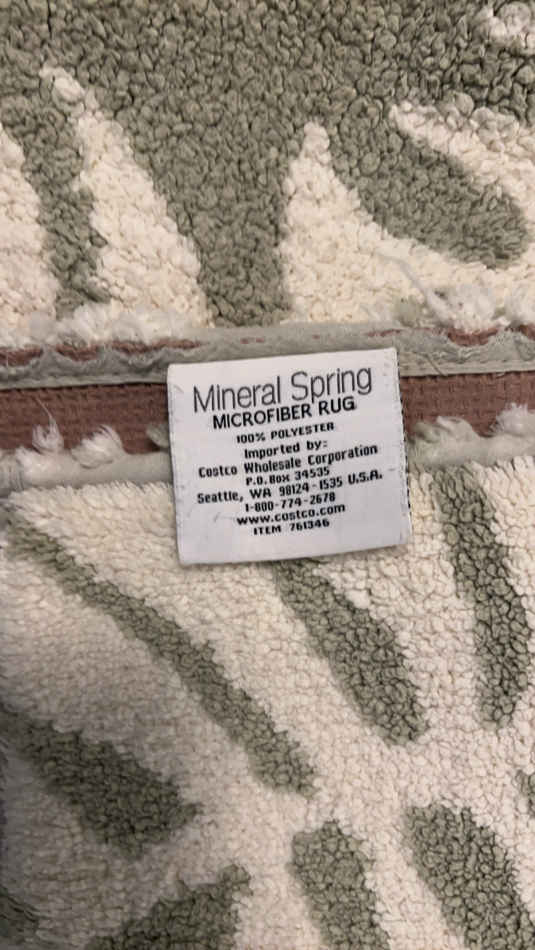 Mineral Spring
MICROFIBER RUG
100% POLYESTER
Imported by:
Costco Wholesale Corporation
P.O.Box 34535
Seattle, WA 98124-1535 U.S.A.
1-800-774-2678
www.costco.com
ITEM 761346